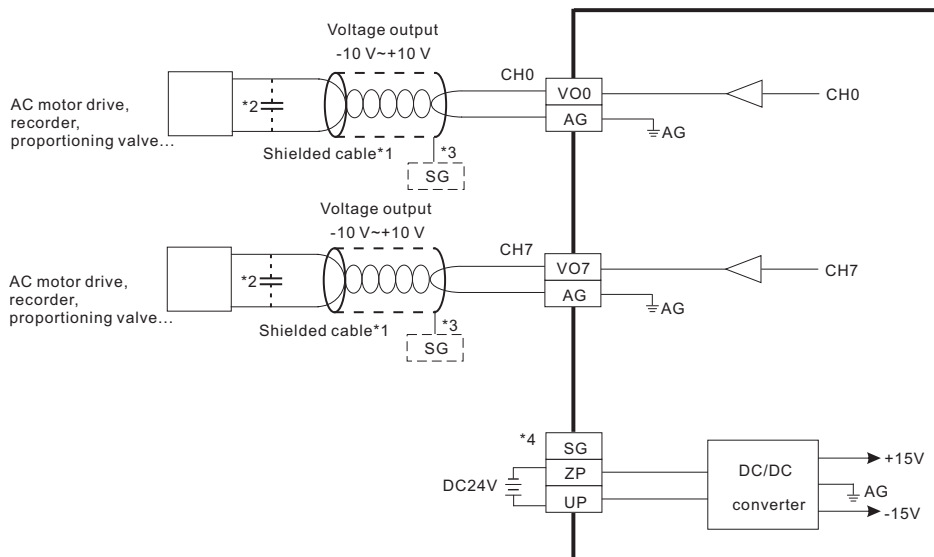 Voltage output
-10 V~+10 V
CH0
VO0
CH0
*2
AC motor drive,
recorder,
proportioning valve…
AG
AG
Shielded cable*1
*3
SG
Voltage output
-10 V~+10 V
CH7
VO7
CH7
*2
AC motor drive,
recorder,
proportioning valve…
AG
AG
Shielded cable*1
*3
SG
*4
SG
ZP
UP
DC24V
DC/DC
converter
+15V
AG
-15V